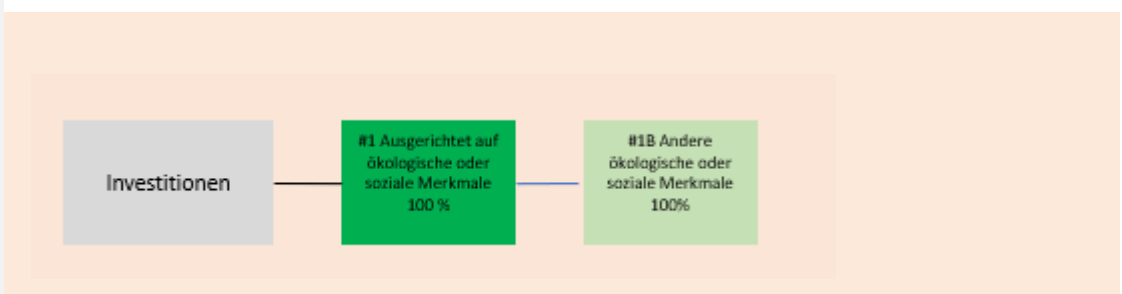 Investitionen
#1 Ausgerichtet auf
ökologische oder
soziale Merkmale
100 %
#1B Andere
ökologische oder
soziale Merkmale
100%